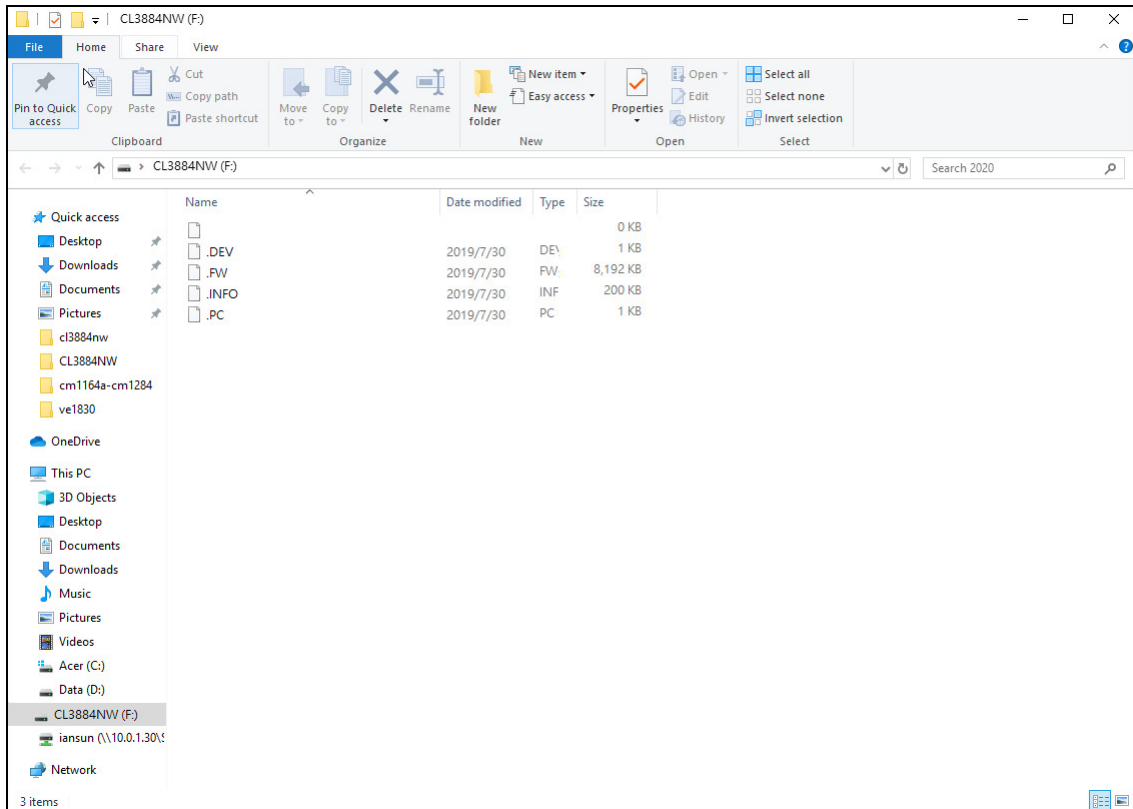 CL3884NW (F:)
File Home Share View
Pin to Quick access
Copy
Paste
Cut
Copy path
Paste shortcut
Clipboard
Move to
Copy to
Delete
Rename
Organize
New folder
New item
Easy access
New
Properties
Open
Edit
History
Open
Select all
Select none
Invert selection
Select
CL3884NW (F:)
Search 2020
Name Date modified Type Size
0 KB
.DEV 2019/7/30 DEV 1 KB
.FW 2019/7/30 FW 8,192 KB
.INFO 2019/7/30 INF 200 KB
.PC 2019/7/30 PC 1 KB
Quick access
Desktop
Downloads
Documents
Pictures
cl3884nw
CL3884NW
cm1164a-cm1284
ve1830
OneDrive
This PC
3D Objects
Desktop
Documents
Downloads
Music
Pictures
Videos
Acer (C:)
Data (D:)
CL3884NW (F:)
iansun (\\10.0.1.30\S
Network
3 items